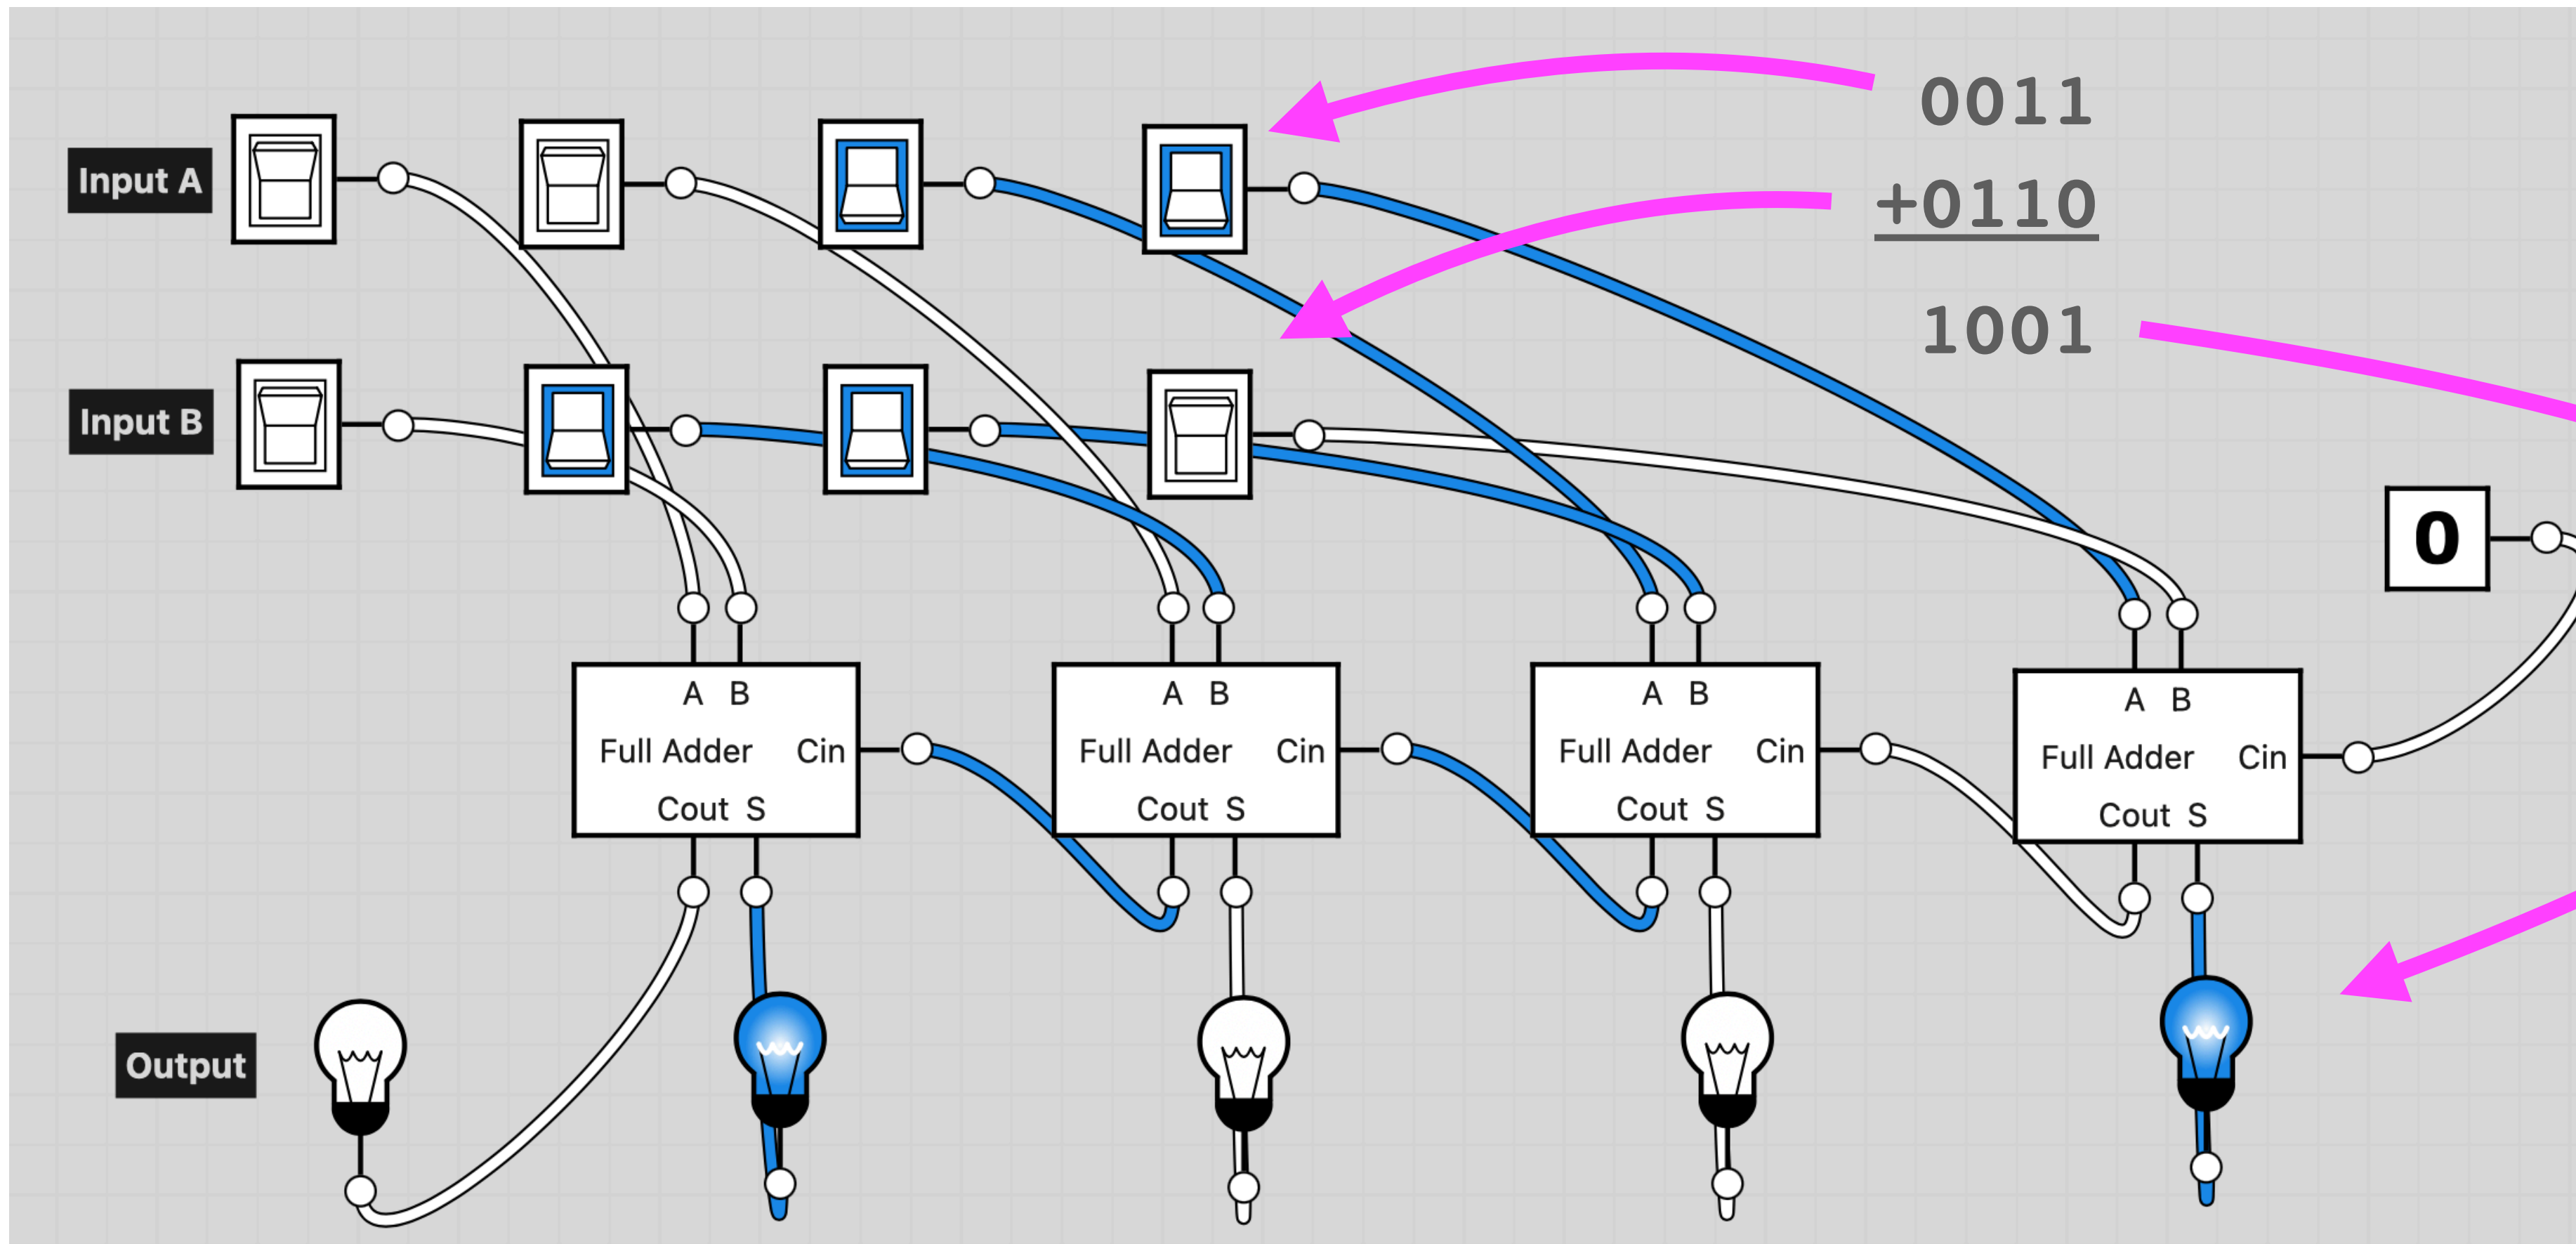 0011
Input A
+0110
1001
Input B
0
A B
Full Adder Cin
Cout S
A B
Full Adder Cin
Cout S
A B
Full Adder Cin
Cout S
A B
Full Adder Cin
Cout S
Output